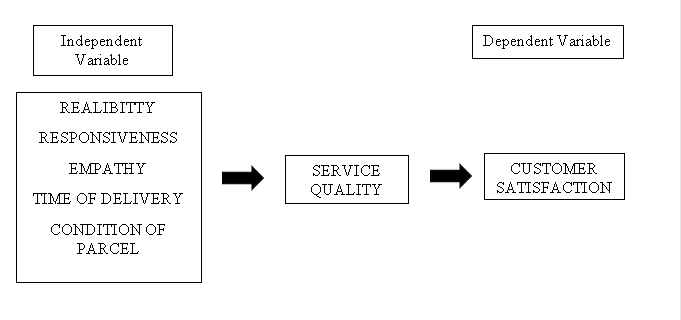 Independent
Variable
Dependent Variable
REALIBITTY
RESPONSIVENESS
EMPATHY
TIME OF DELIVERY
CONDITION OF
PARCEL
SERVICE
QUALITY
CUSTOMER
SATISFACTION